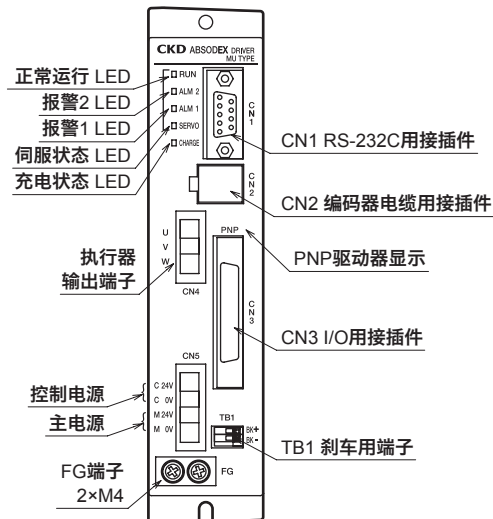 CKD ABSODEX DRIVER
MU TYPE
正常运行 LED
报警2 LED
报警1 LED
伺服状态 LED
充电状态 LED
RUN
ALM 2
ALM 1
SERVO
CHARGE
CN1
CN1 RS-232C用接插件
CN2
CN2 编码器电缆用接插件
U
V
W
PNP
PNP驱动器显示
执行器
输出端子
CN4
CN3
CN3 I/O用接插件
CN5
控制电源
主电源
C 24V
C 0V
M 24V
M 0V
TB1
BK+
BK-
TB1 刹车用端子
FG端子
2×M4
FG